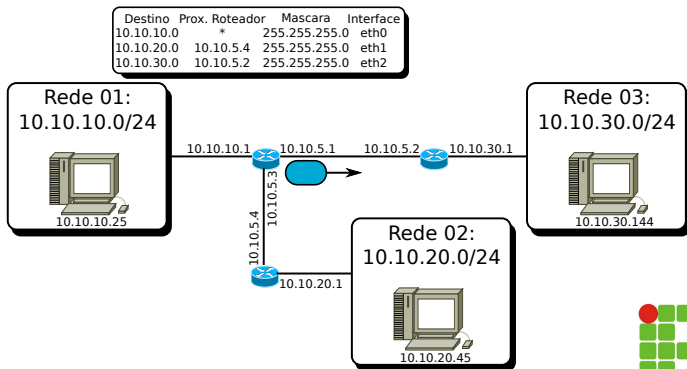 Destino Prox. Roteador Mascara Interface
10.10.10.0 * 255.255.255.0 eth0
10.10.20.0 10.10.5.4 255.255.255.0 eth1
10.10.30.0 10.10.5.2 255.255.255.0 eth2
Rede 01:
10.10.10.0/24
10.10.10.25
10.10.10.1
10.10.5.1
10.10.5.2
10.10.30.1
Rede 03:
10.10.30.0/24
10.10.30.144
10.10.5.3
10.10.5.4
10.10.20.1
Rede 02:
10.10.20.0/24
10.10.20.45